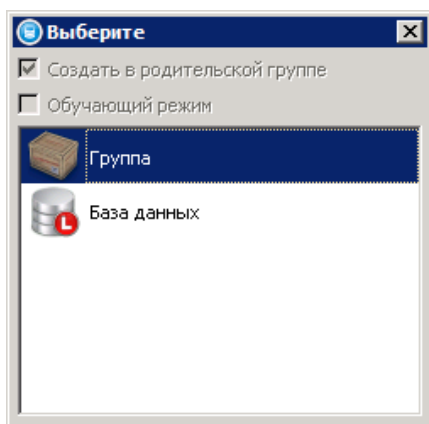 Выберите
Создать в родительской группе
Обучающий режим
Группа
База данных
L